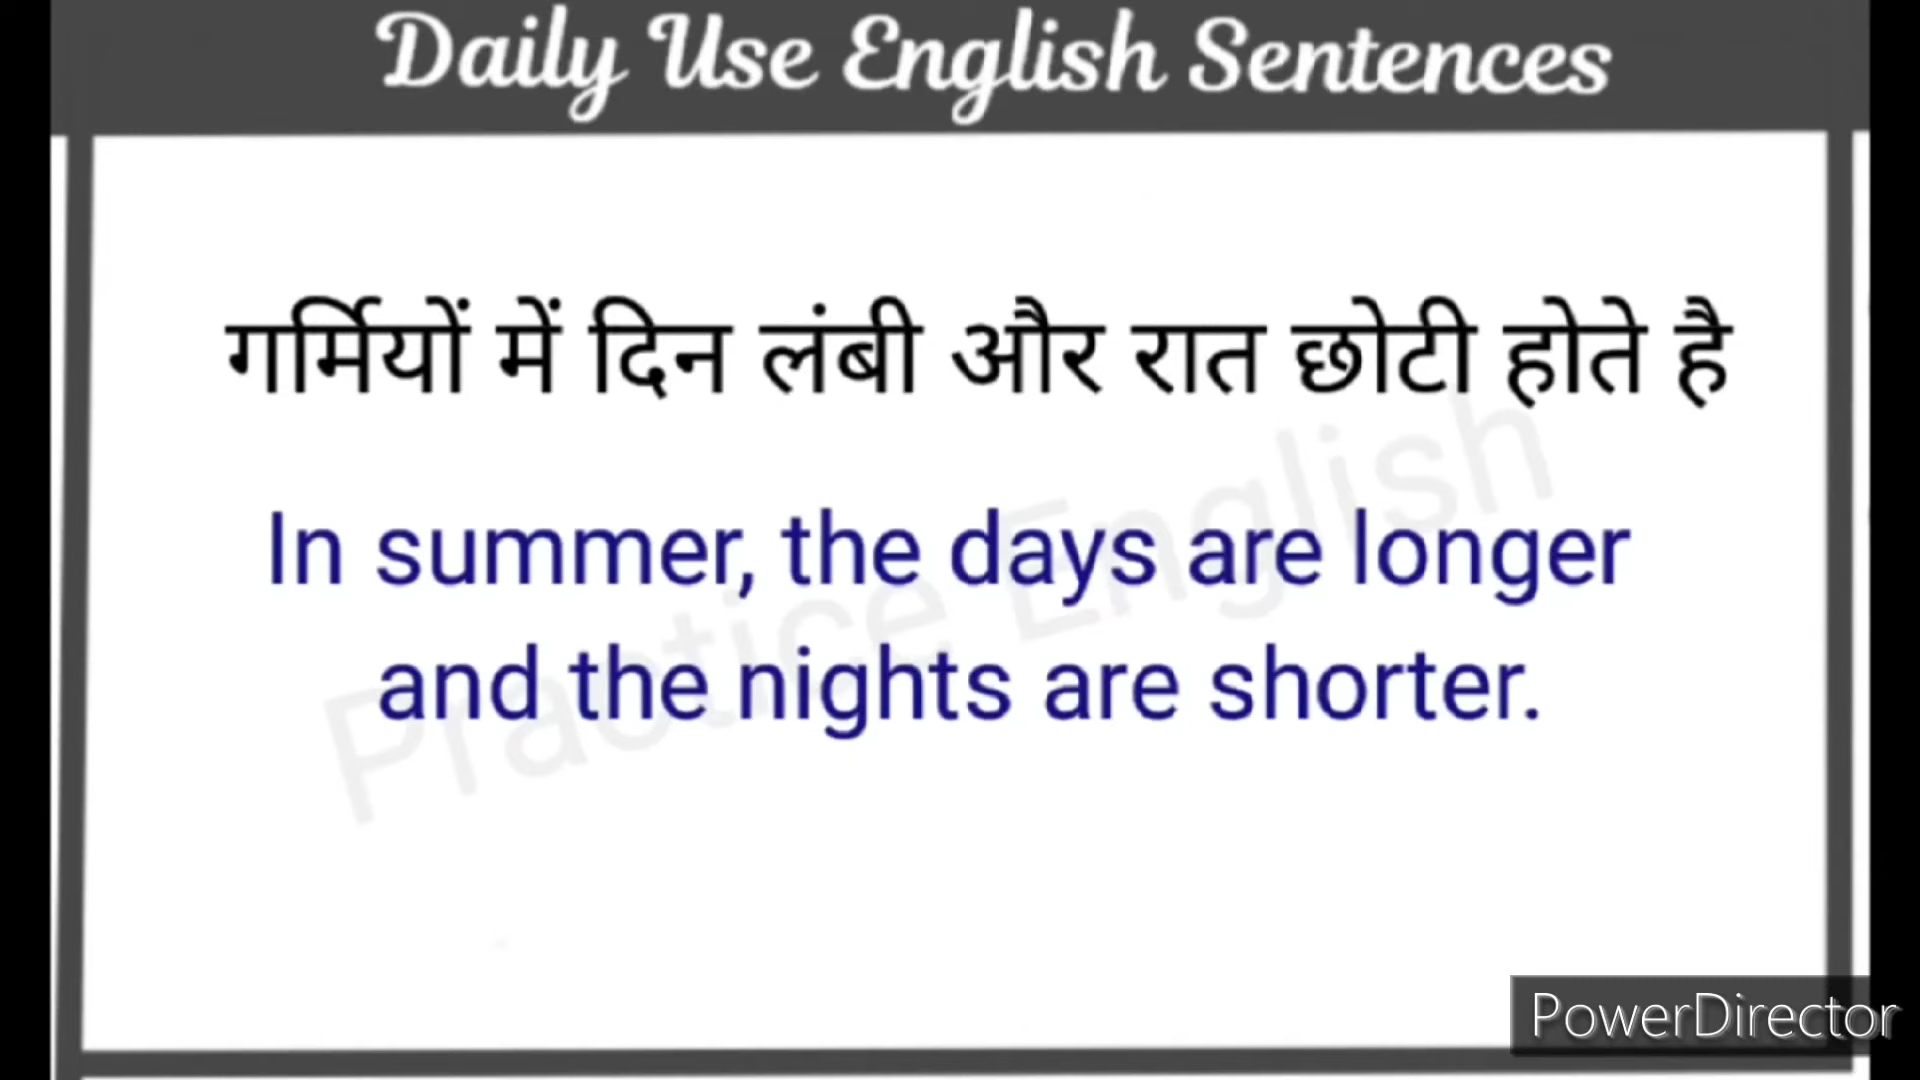 Daily Use English Sentences
गर्मियों में दिन लंबी और रात छोटी होते है
In summer, the days are longer
and the nights are shorter.
Practice English
PowerDirector